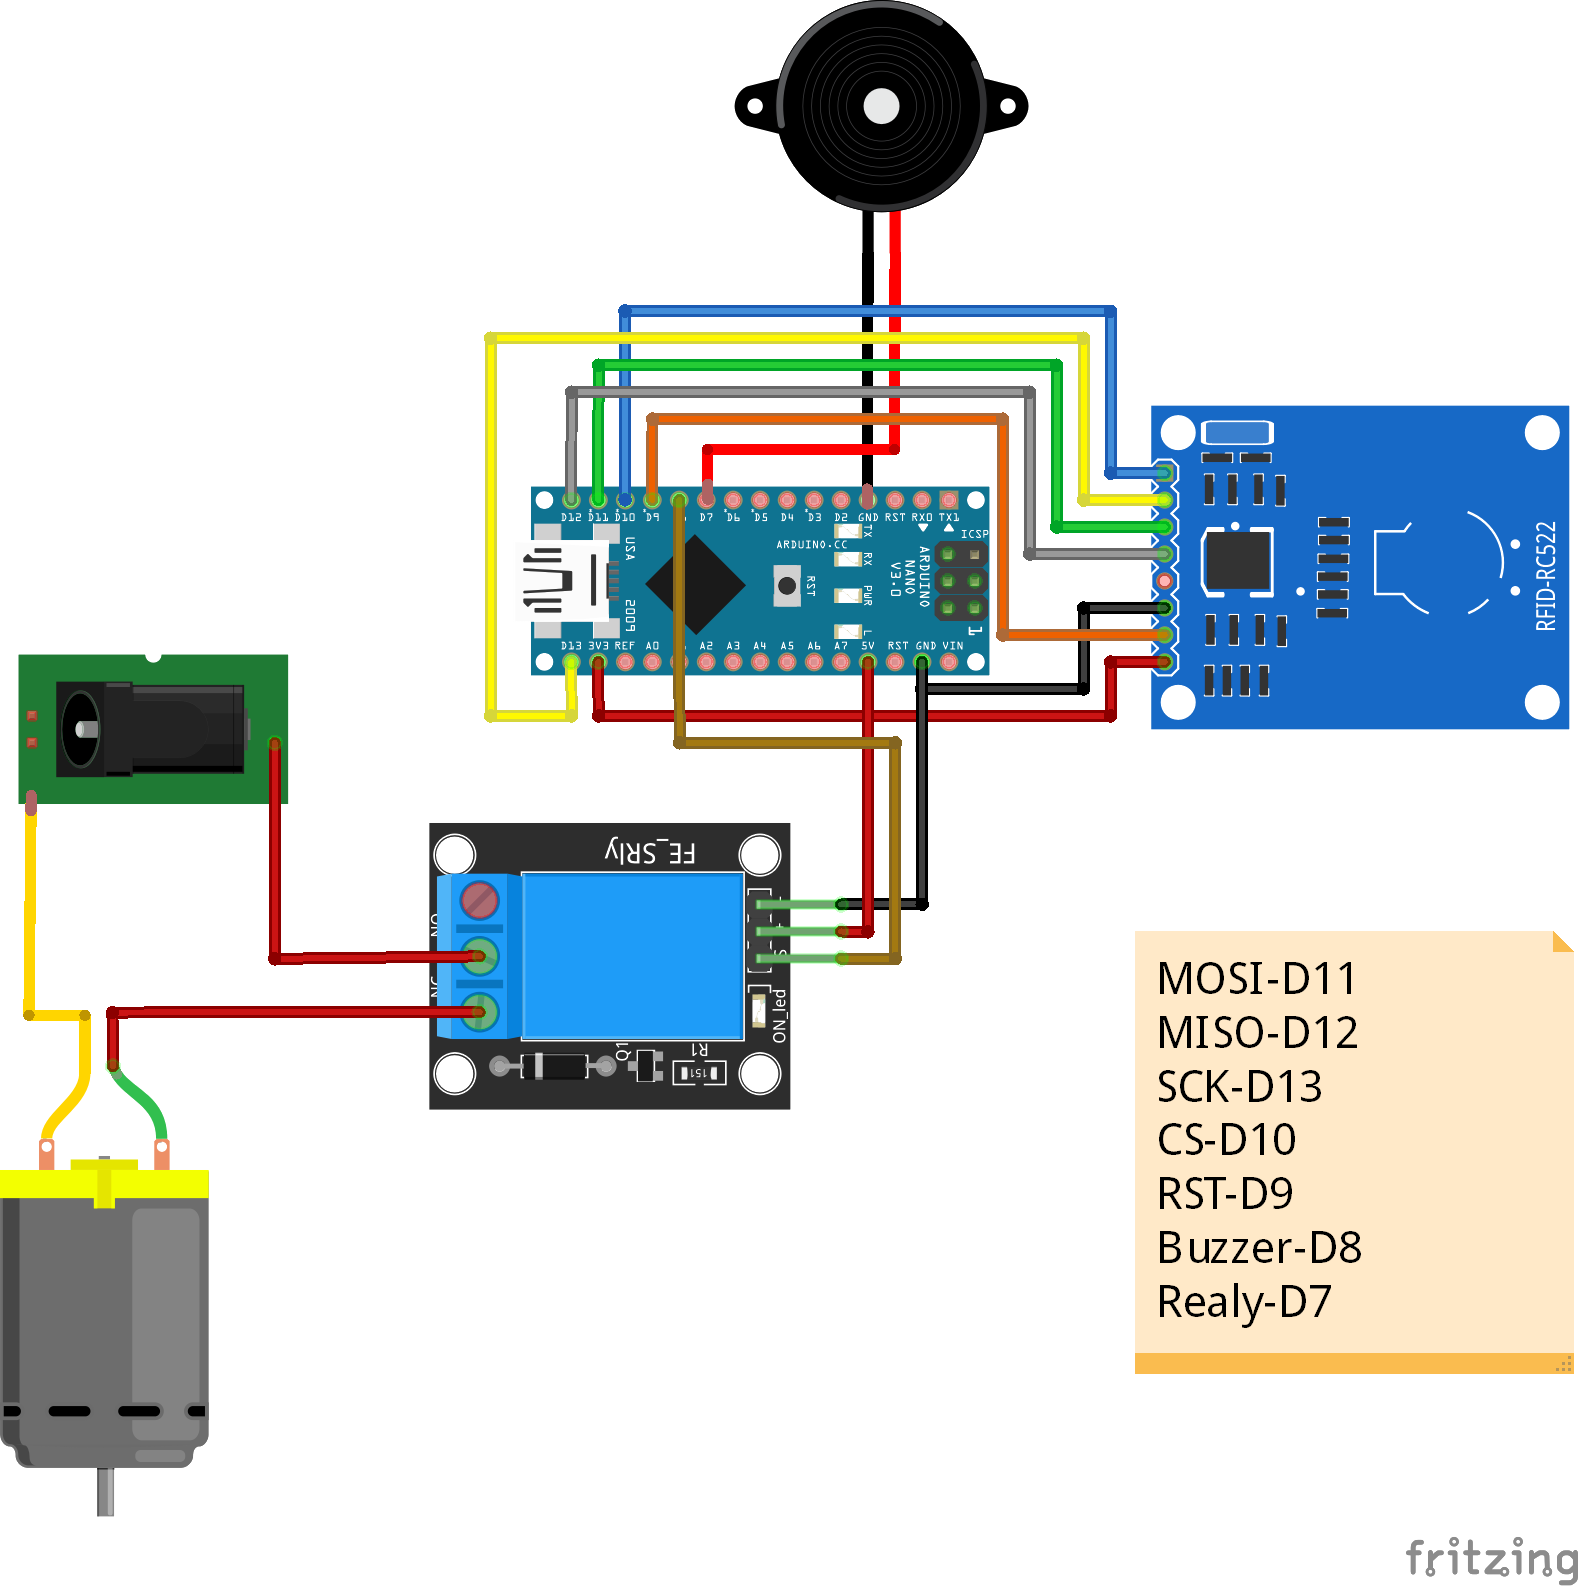 D12 D11 D10 D9 D7 D6 D5 D4 D3 D2 GND RST RX0 TX1
ICSP
TX
RX
PWR
L
USA
2009
ARDUINO.CC
RST
ARDUINO
NANO
V3.0
1
D13 3V3 REF A0 A2 A3 A4 A5 A6 A7 5V RST GND VIN
RFID-RC522
FE_SRly
NO
NC
S
ON_led
Q1
R1
151
MOSI-D11
MISO-D12
SCK-D13
CS-D10
RST-D9
Buzzer-D8
Realy-D7
fritzing